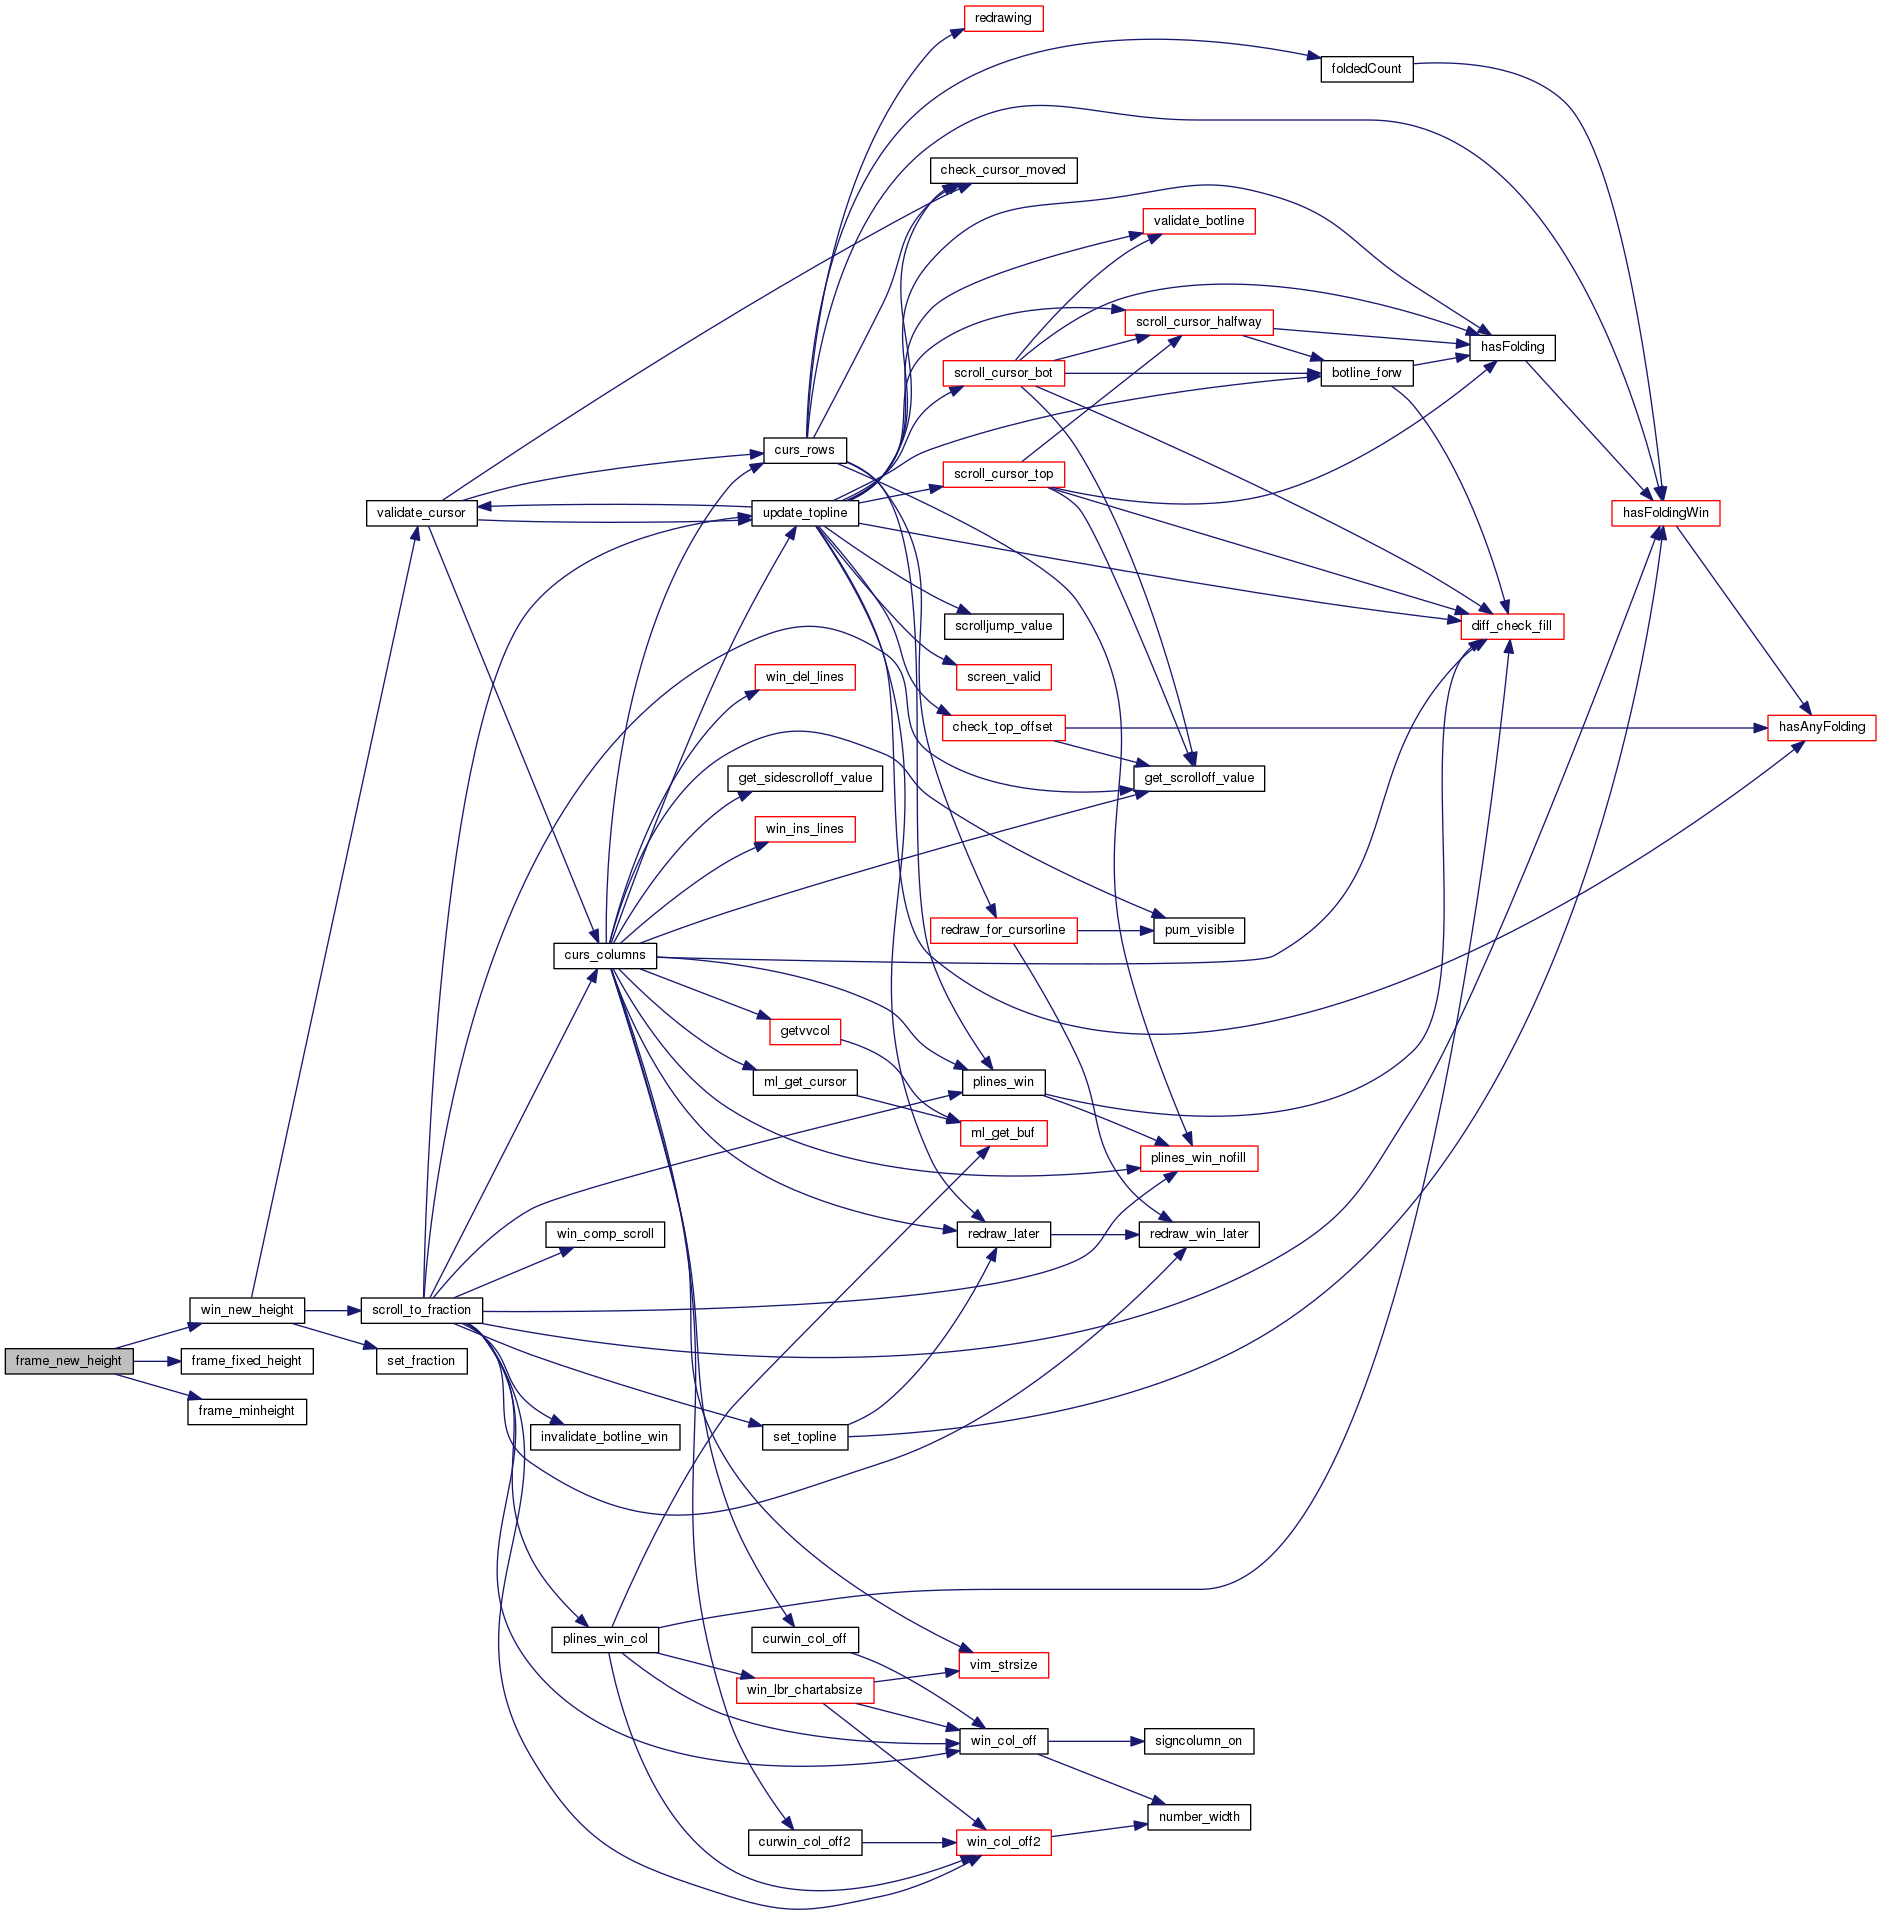 redrawing
foldedCount
check_cursor_moved
validate_botline
scroll_cursor_halfway
hasFolding
scroll_cursor_bot
botline_forw
curs_rows
scroll_cursor_top
validate_cursor
update_topline
hasFoldingWin
scrolljump_value
diff_check_fill
win_del_lines
screen_valid
check_top_offset
hasAnyFolding
get_sidescrolloff_value
get_scrolloff_value
win_ins_lines
redraw_for_cursorline
pum_visible
curs_columns
getvvcol
ml_get_cursor
plines_win
ml_get_buf
plines_win_nofill
win_comp_scroll
redraw_later
redraw_win_later
win_new_height
scroll_to_fraction
frame_new_height
frame_fixed_height
set_fraction
frame_minheight
invalidate_botline_win
set_topline
plines_win_col
curwin_col_off
vim_strsize
win_lbr_chartabsize
win_col_off
signcolumn_on
number_width
curwin_col_off2
win_col_off2